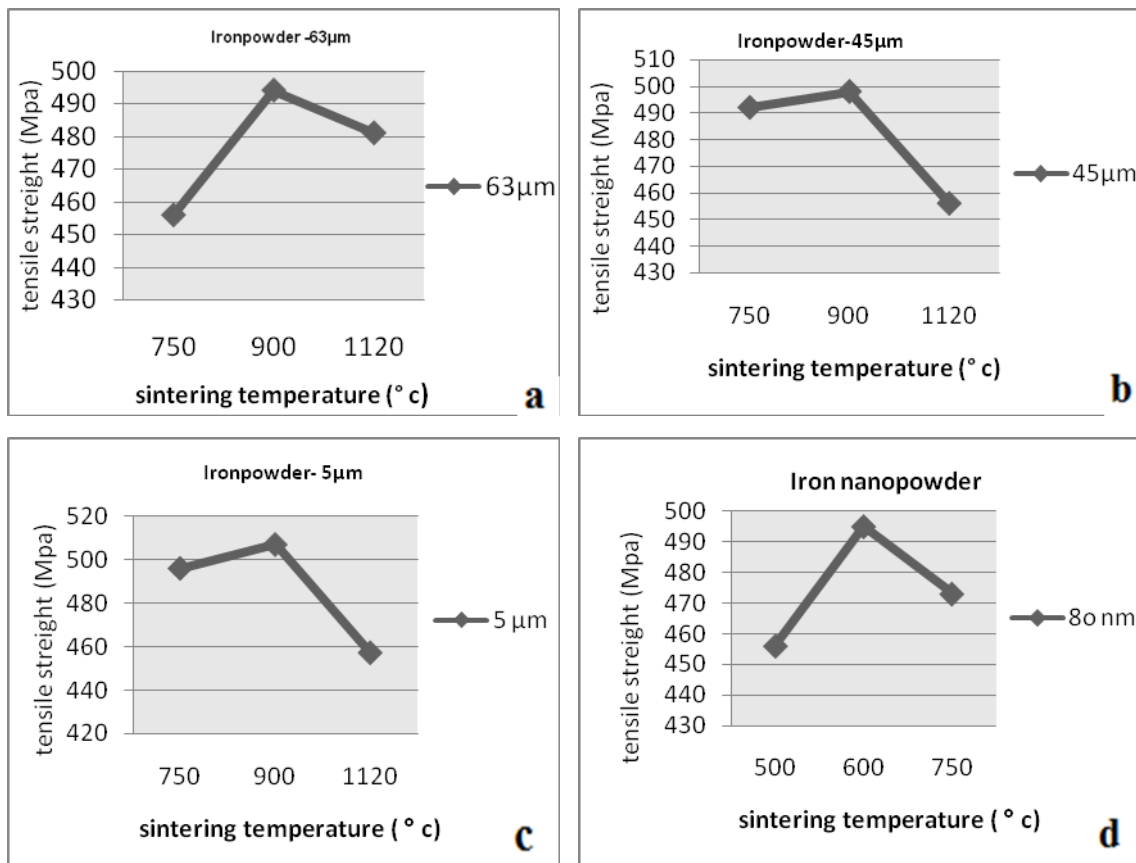 Ironpowder -63µm
tensile streight (Mpa)
500
490
480
470
460
450
440
430
750 900 1120
sintering temperature (° c)
63µm
a
Ironpowder-45µm
tensile streight (Mpa)
510
500
490
480
470
460
450
440
430
750 900 1120
sintering temperature (° c)
45µm
b
Ironpowder- 5µm
tensile streight (Mpa)
520
500
480
460
440
420
750 900 1120
sintering temperature ( ° c)
5 µm
c
Iron nanopowder
tensile streight (Mpa)
500
490
480
470
460
450
440
430
500 600 750
sintering temperature ( ° c)
8o nm
d